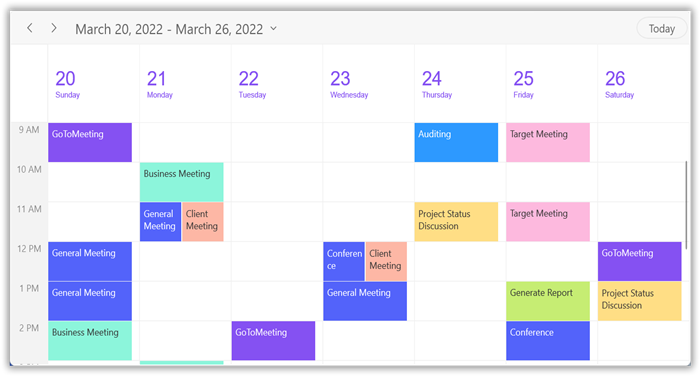 March 20, 2022 - March 26, 2022
Today
20
Sunday
21
Monday
22
Tuesday
23
Wednesday
24
Thursday
25
Friday
26
Saturday
9 AM
GoToMeeting
Auditing
Target Meeting
10 AM
Business Meeting
11 AM
General
Meeting
Client
Meeting
Project Status
Discussion
Target Meeting
12 PM
General Meeting
Conferen
ce
Client
Meeting
GoToMeeting
1 PM
General Meeting
General Meeting
Generate Report
Project Status
Discussion
2 PM
Business Meeting
GoToMeeting
Conference